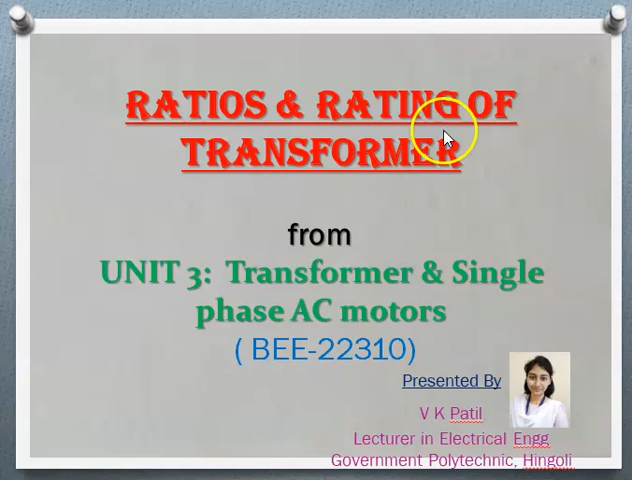 RATIOS & RATING OF
TRANSFORMER
from
UNIT 3: Transformer & Single
phase AC motors
( BEE-22310)
Presented By
V K Patil
Lecturer in Electrical Engg
Government Polytechnic, Hingoli